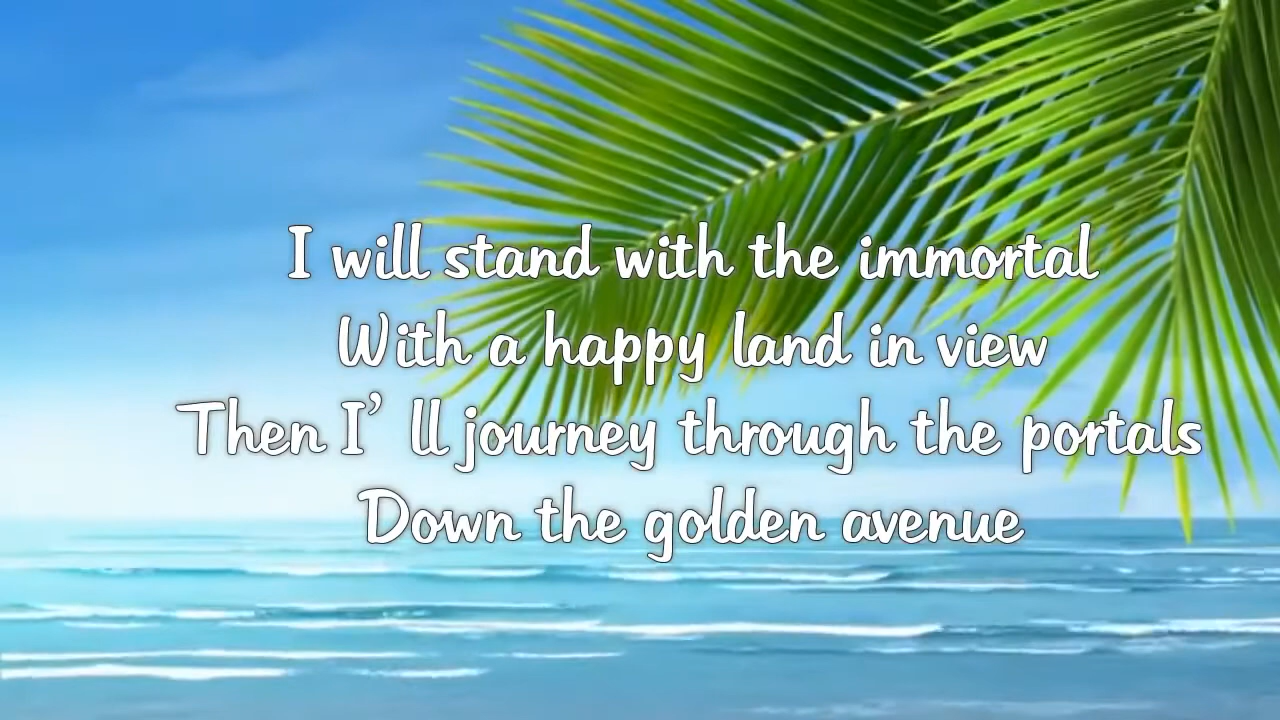 I will stand with the immortal
With a happy land in view
Then I’ ll journey through the portals
Down the golden avenue